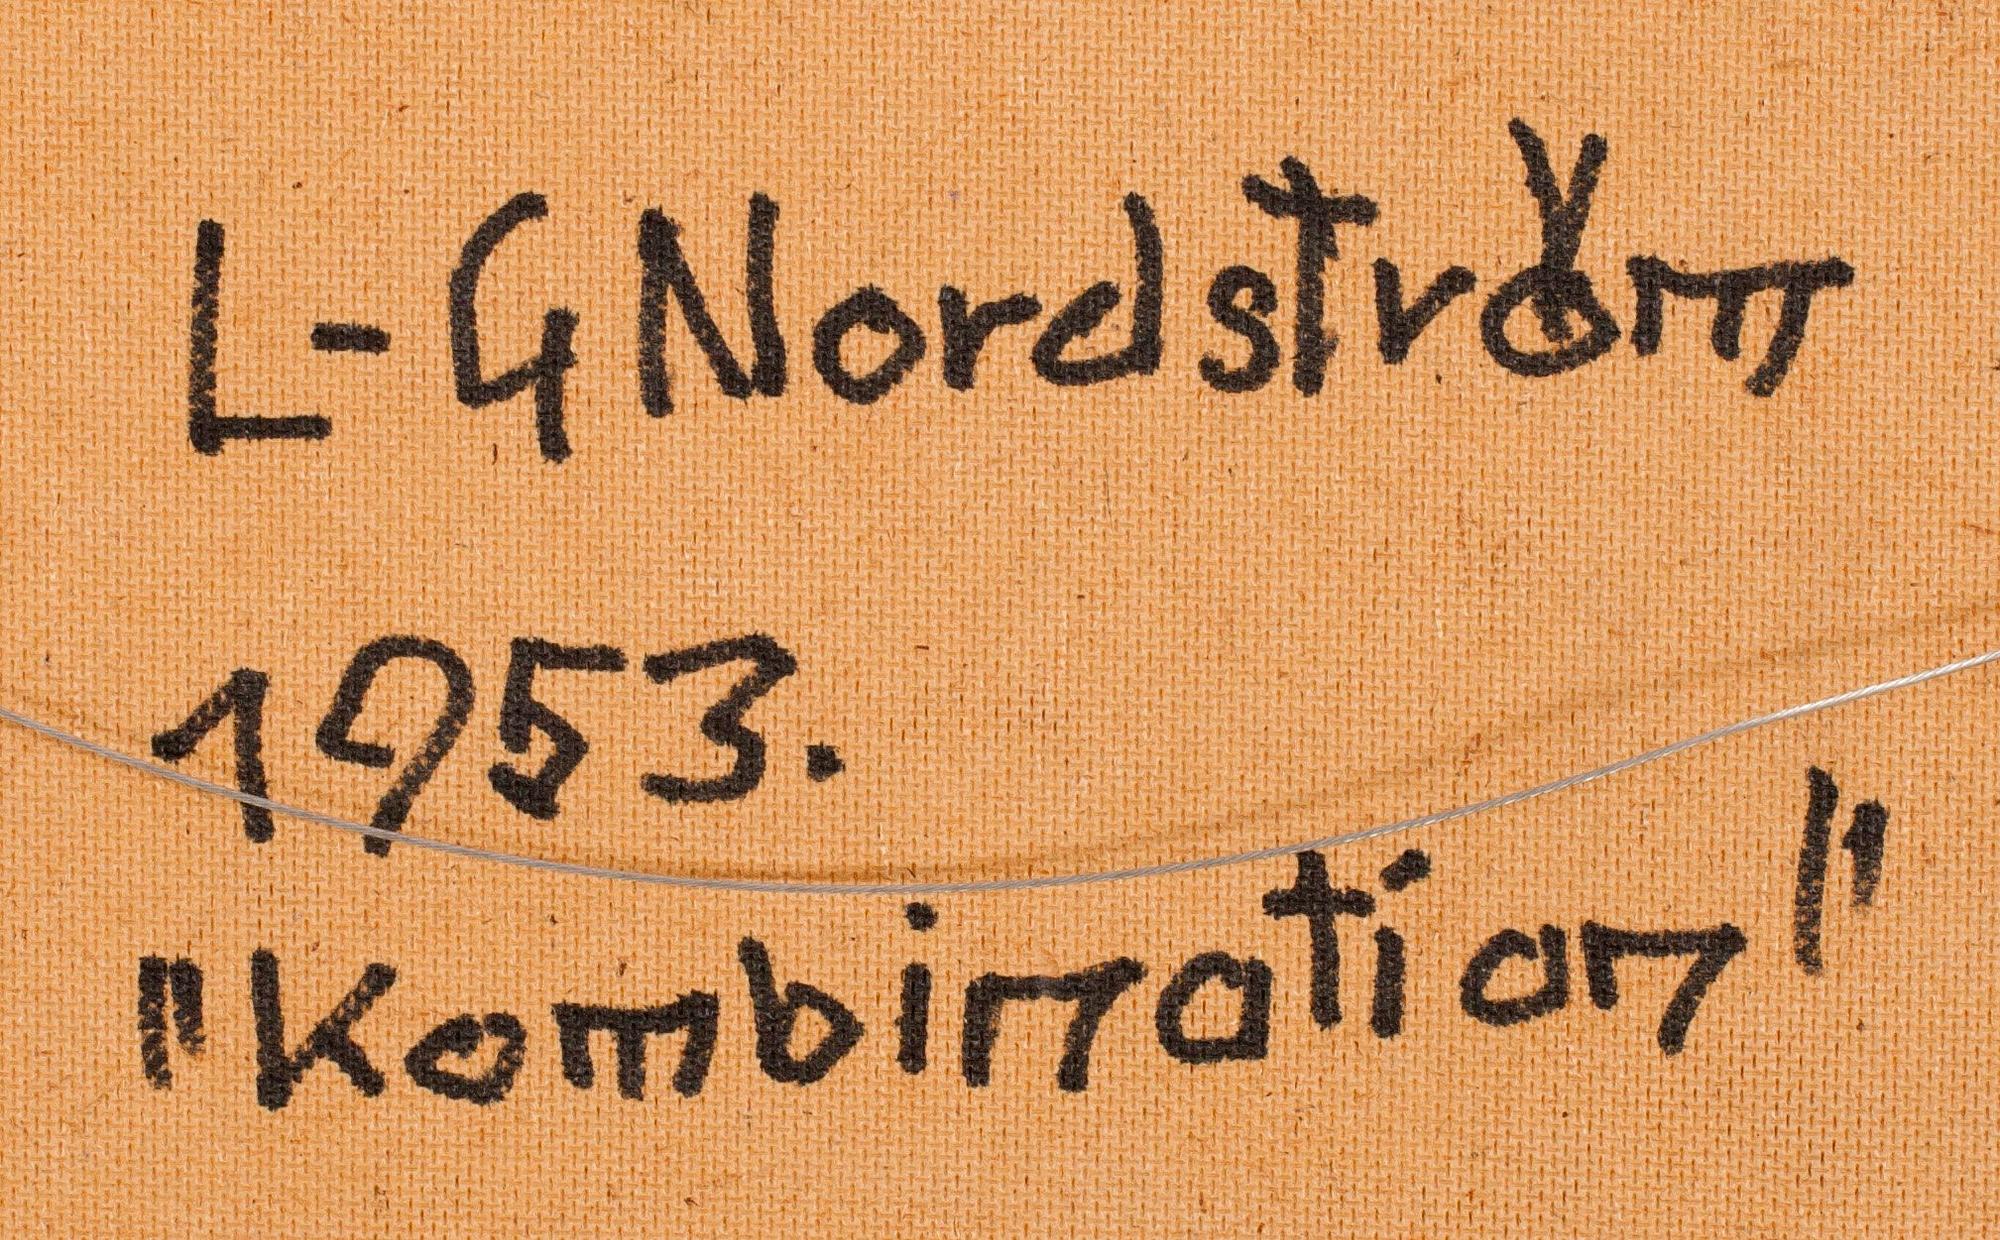 L-G Nordström
1953.
"Kombination"